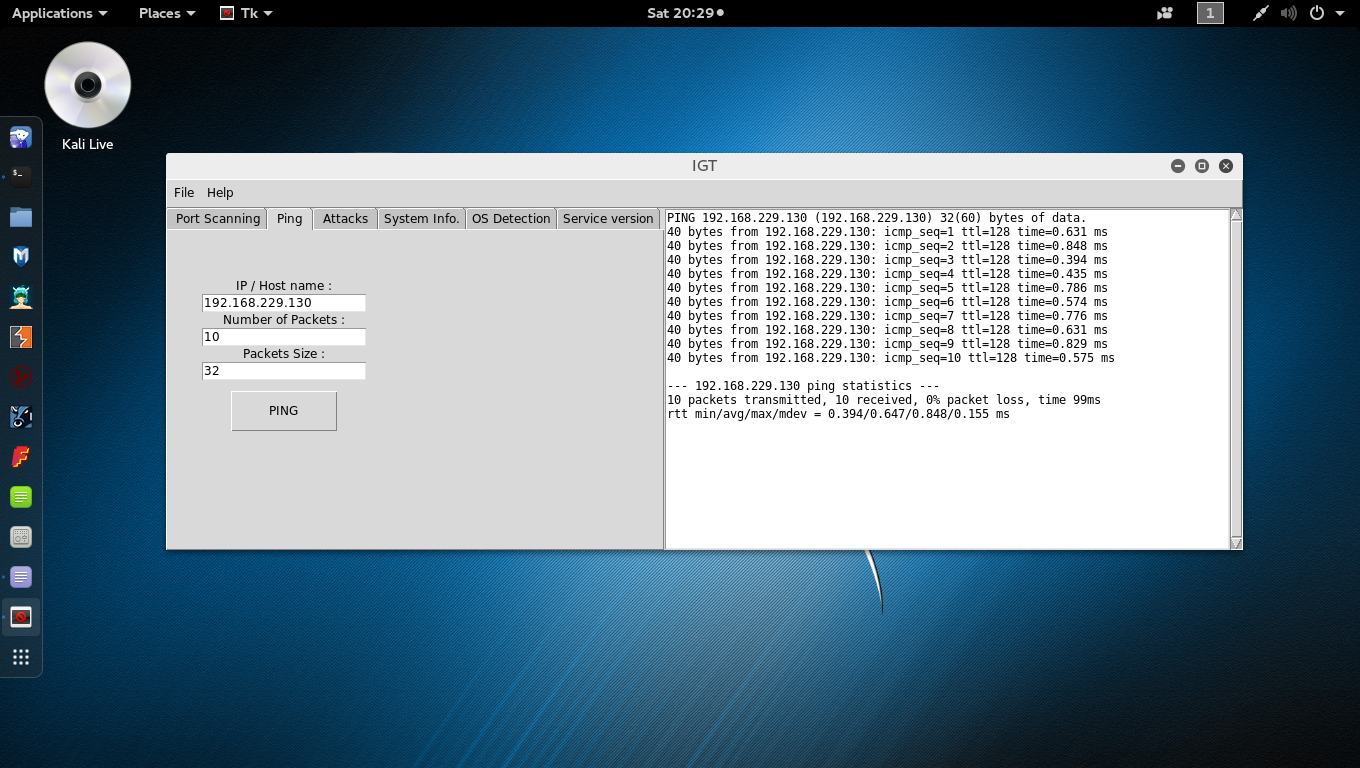 Applications Places Tk Sat 20:29 1
Kali Live
IGT
File Help
Port Scanning Ping Attacks System Info. OS Detection Service version
IP / Host name :
192.168.229.130
Number of Packets :
10
Packets Size :
32
PING
PING 192.168.229.130 (192.168.229.130) 32(60) bytes of data.
40 bytes from 192.168.229.130: icmp_seq=1 ttl=128 time=0.631 ms
40 bytes from 192.168.229.130: icmp_seq=2 ttl=128 time=0.848 ms
40 bytes from 192.168.229.130: icmp_seq=3 ttl=128 time=0.394 ms
40 bytes from 192.168.229.130: icmp_seq=4 ttl=128 time=0.435 ms
40 bytes from 192.168.229.130: icmp_seq=5 ttl=128 time=0.786 ms
40 bytes from 192.168.229.130: icmp_seq=6 ttl=128 time=0.574 ms
40 bytes from 192.168.229.130: icmp_seq=7 ttl=128 time=0.776 ms
40 bytes from 192.168.229.130: icmp_seq=8 ttl=128 time=0.631 ms
40 bytes from 192.168.229.130: icmp_seq=9 ttl=128 time=0.829 ms
40 bytes from 192.168.229.130: icmp_seq=10 ttl=128 time=0.575 ms
--- 192.168.229.130 ping statistics ---
10 packets transmitted, 10 received, 0% packet loss, time 99ms
rtt min/avg/max/mdev = 0.394/0.647/0.848/0.155 ms